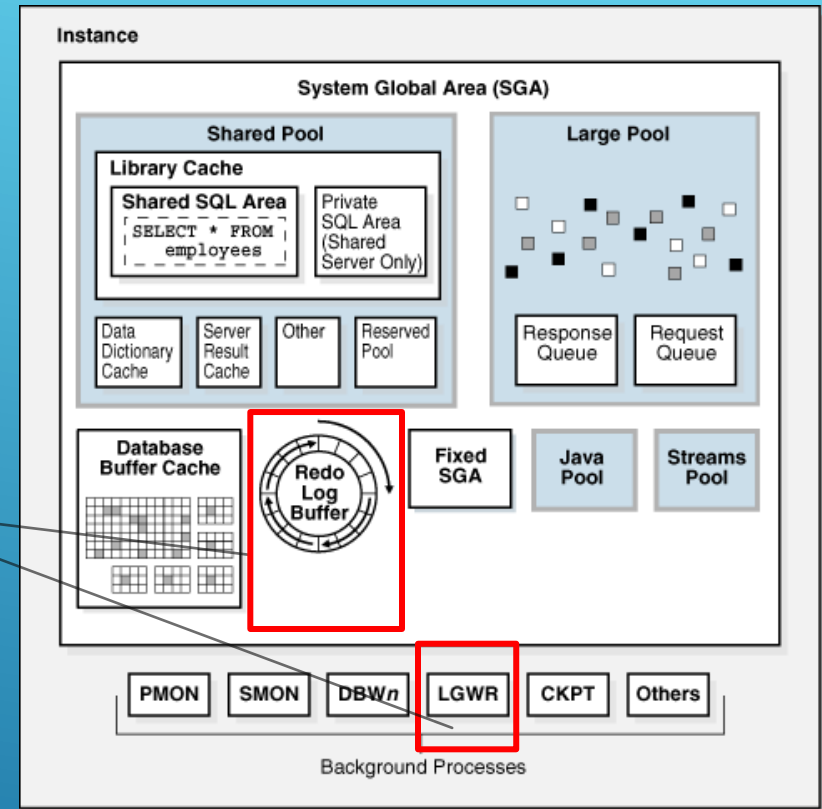 Instance
System Global Area (SGA)
Shared Pool
Library Cache
Shared SQL Area
SELECT * FROM
employees
Private
SQL Area
(Shared
Server Only)
Data
Dictionary
Cache
Server
Result
Cache
Other
Reserved
Pool
Large Pool
Response
Queue
Request
Queue
Database
Buffer Cache
Redo
Log
Buffer
Fixed
SGA
Java
Pool
Streams
Pool
PMON
SMON
DBWn
LGWR
CKPT
Others
Background Processes